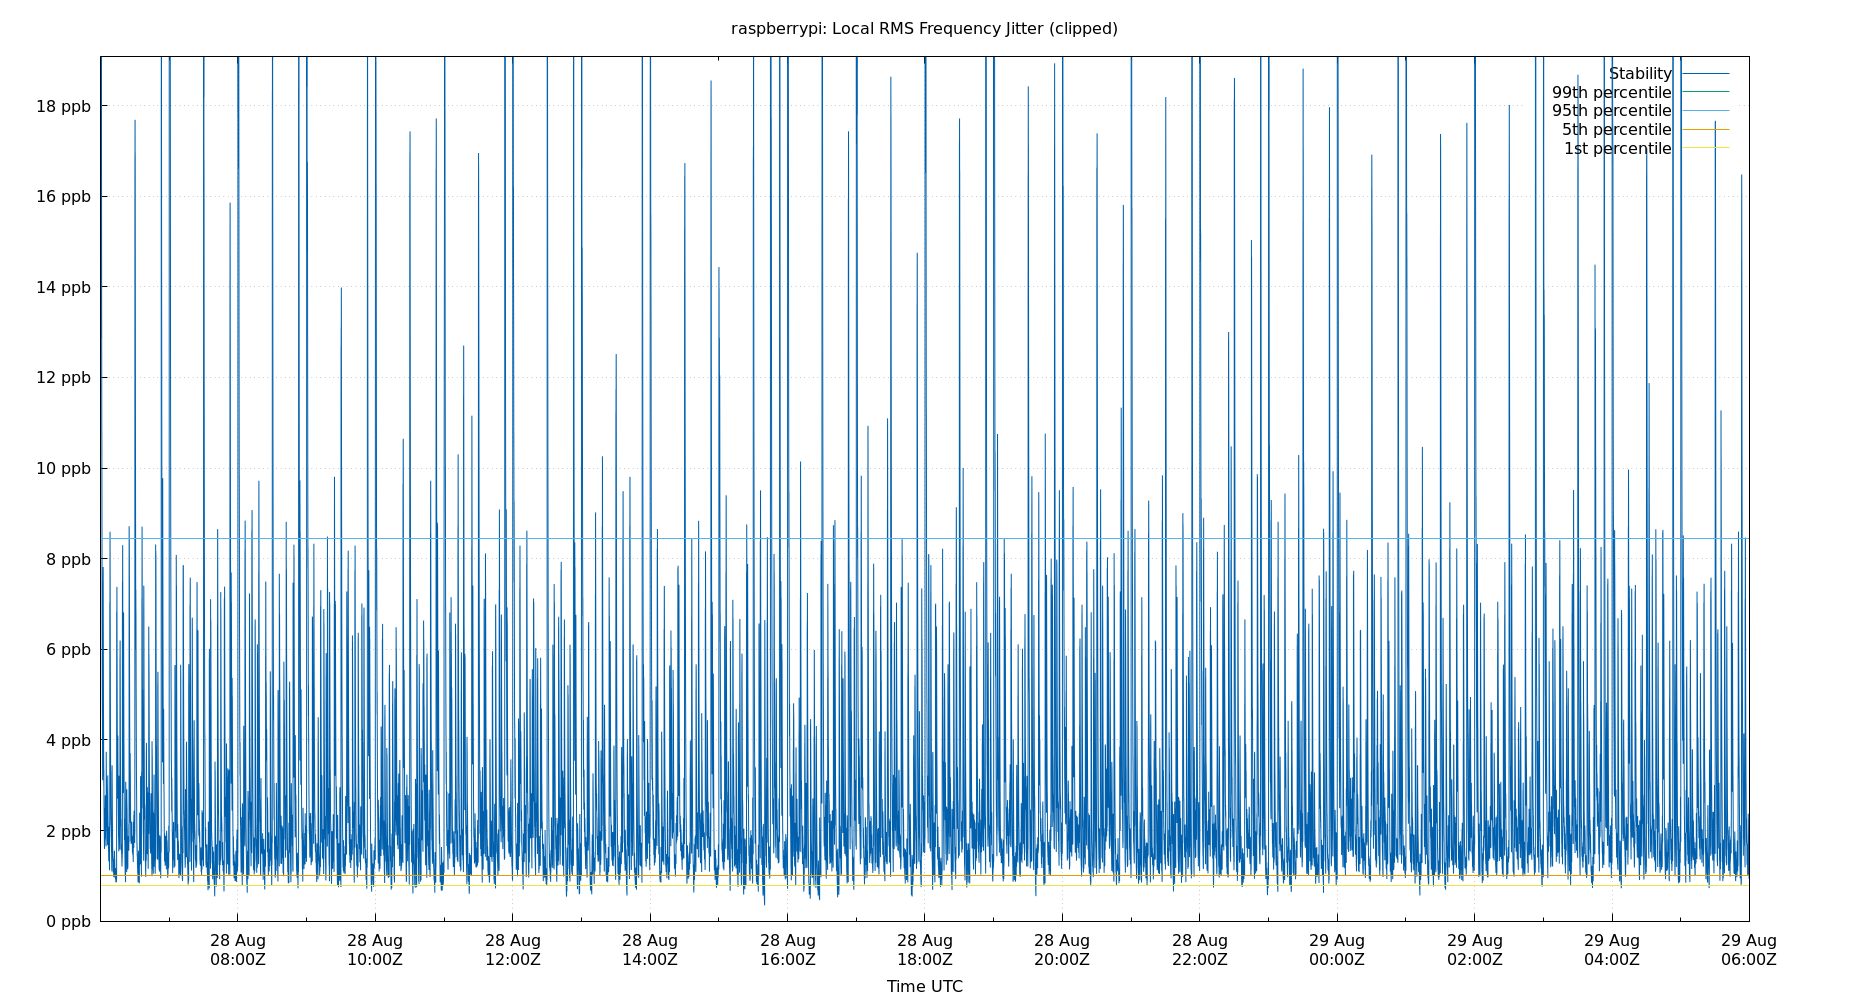 raspberrypi: Local RMS Frequency Jitter (clipped)
Stability
99th percentile
95th percentile
5th percentile
1st percentile
18 ppb
16 ppb
14 ppb
12 ppb
10 ppb
8 ppb
6 ppb
4 ppb
2 ppb
0 ppb
28 Aug 28 Aug 28 Aug 28 Aug 28 Aug 28 Aug 28 Aug 28 Aug 29 Aug 29 Aug 29 Aug 29 Aug
08:00Z 10:00Z 12:00Z 14:00Z 16:00Z 18:00Z 20:00Z 22:00Z 00:00Z 02:00Z 04:00Z 06:00Z
Time UTC